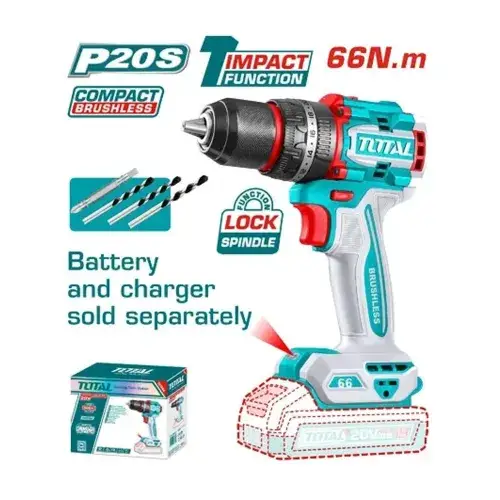 P20S
IMPACT
FUNCTION
66N.m
COMPACT
BRUSHLESS
TOTAL
FUNCTION
LOCK
SPINDLE
BRUSHLESS
Battery
and charger
sold separately
66
TOTAL
TOTAL 20V